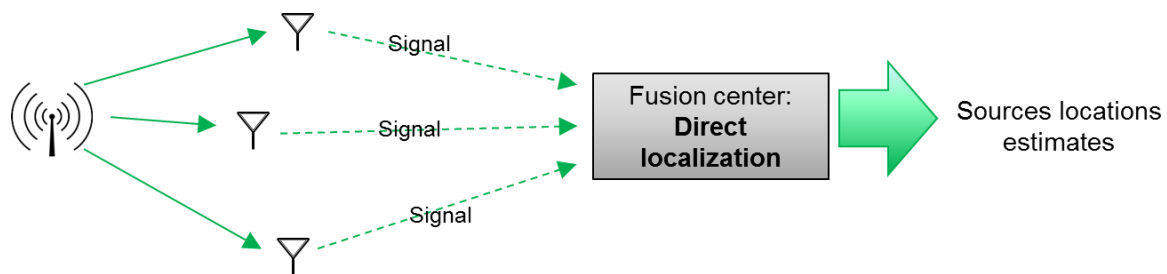 Signal
Signal
Signal
Fusion center:
Direct
localization
Sources locations
estimates